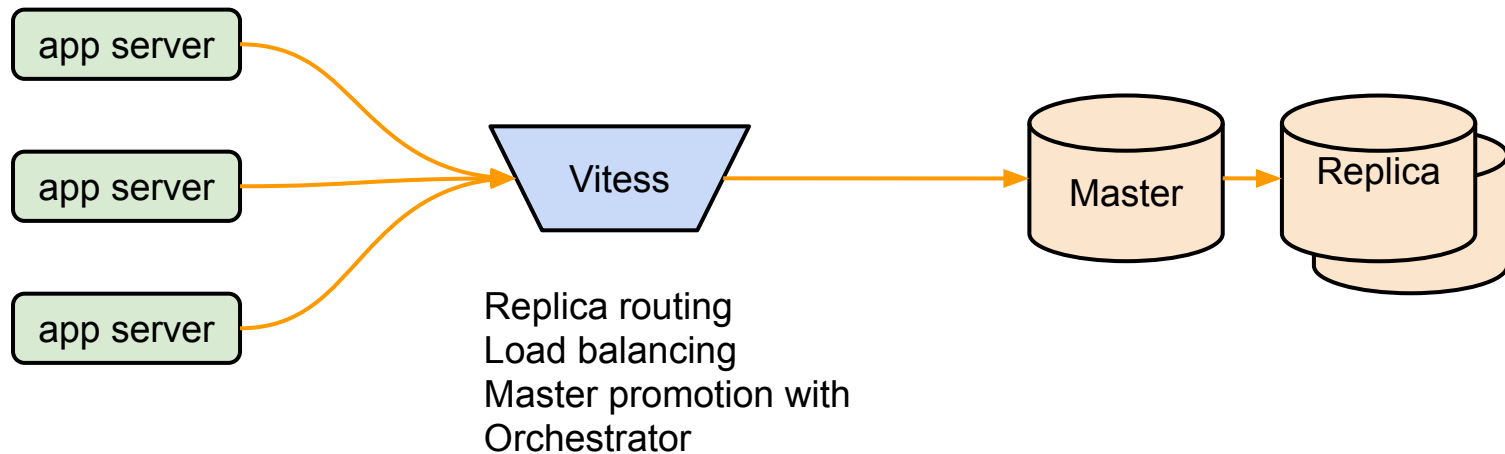 app server
app server
app server
Vitess
Master
Replica
Replica routing
Load balancing
Master promotion with
Orchestrator